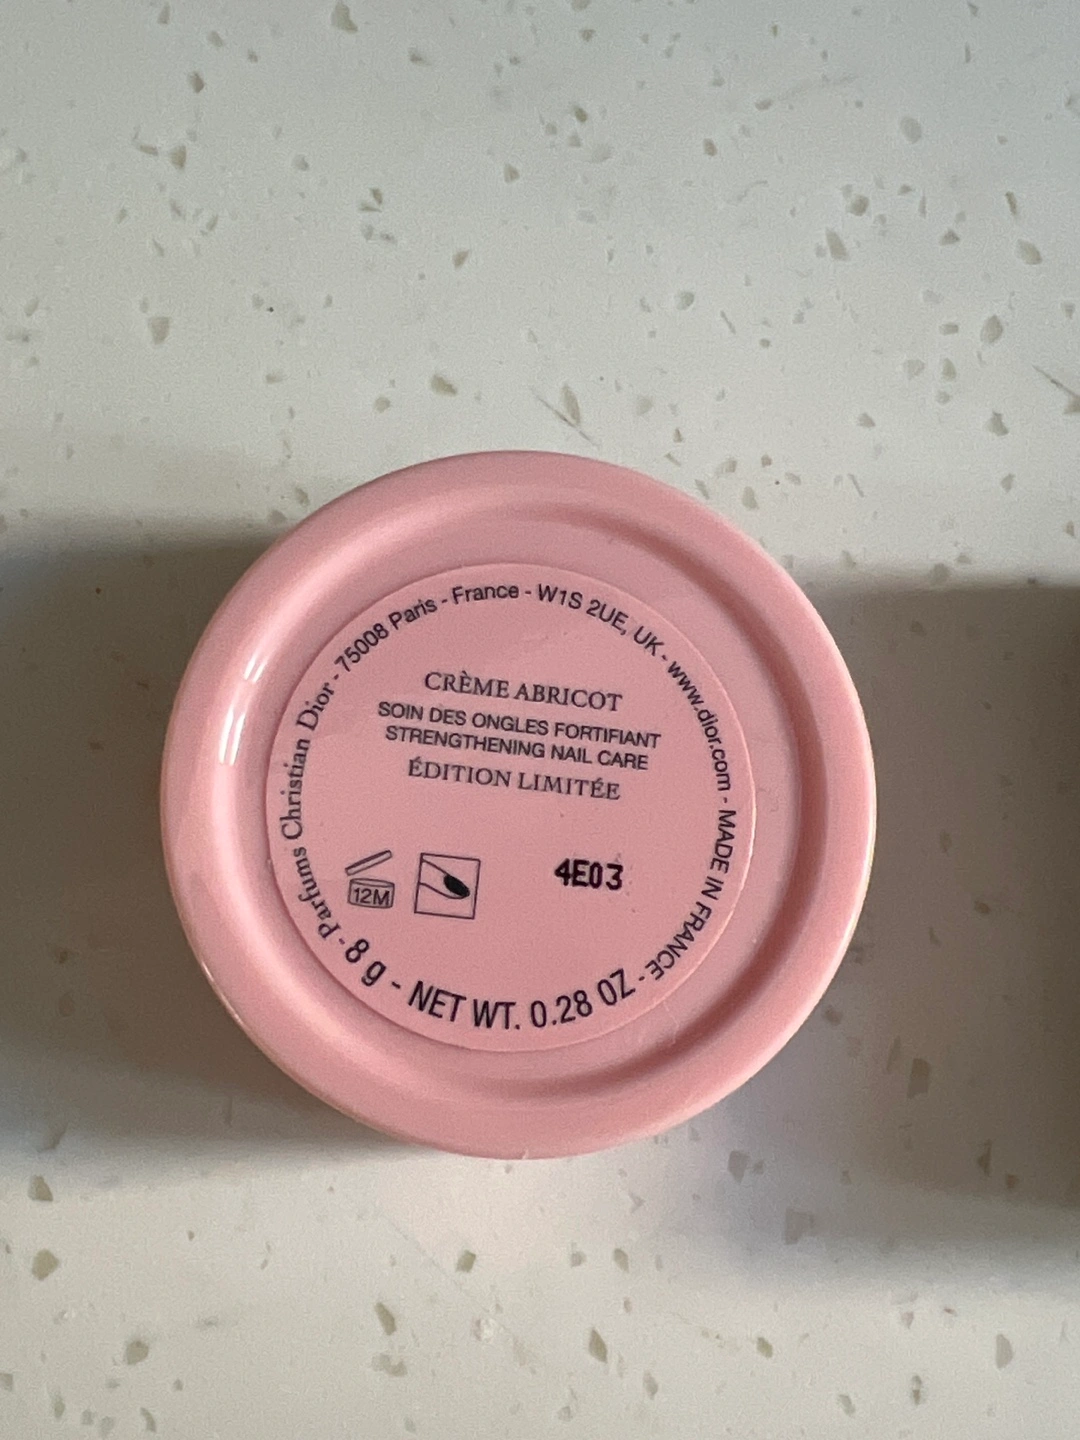 Parfums Christian Dior - 75008 Paris - France - W1S 2UE, UK - www.dior.com - MADE IN FRANCE -
CRÈME ABRICOT
SOIN DES ONGLES FORTIFIANT
STRENGTHENING NAIL CARE
ÉDITION LIMITÉE
12M
4E03
8 g - NET WT. 0.28 OZ -